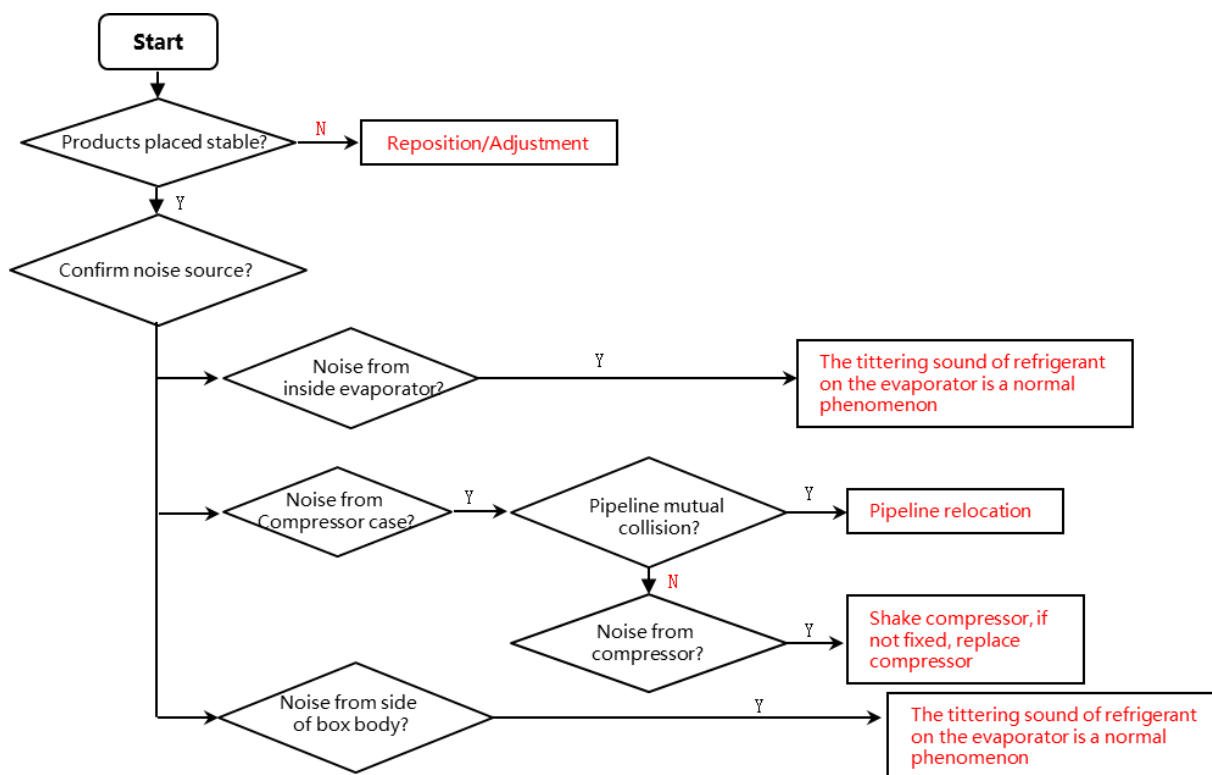 Start
Products placed stable?
N
Reposition/Adjustment
Y
Confirm noise source?
Noise from
inside evaporator?
Y
The tittering sound of refrigerant
on the evaporator is a normal
phenomenon
Noise from
Compressor case?
Y
Pipeline mutual
collision?
Y
Pipeline relocation
N
Noise from
compressor?
Y
Shake compressor, if
not fixed, replace
compressor
Noise from side
of box body?
Y
The tittering sound of refrigerant
on the evaporator is a normal
phenomenon